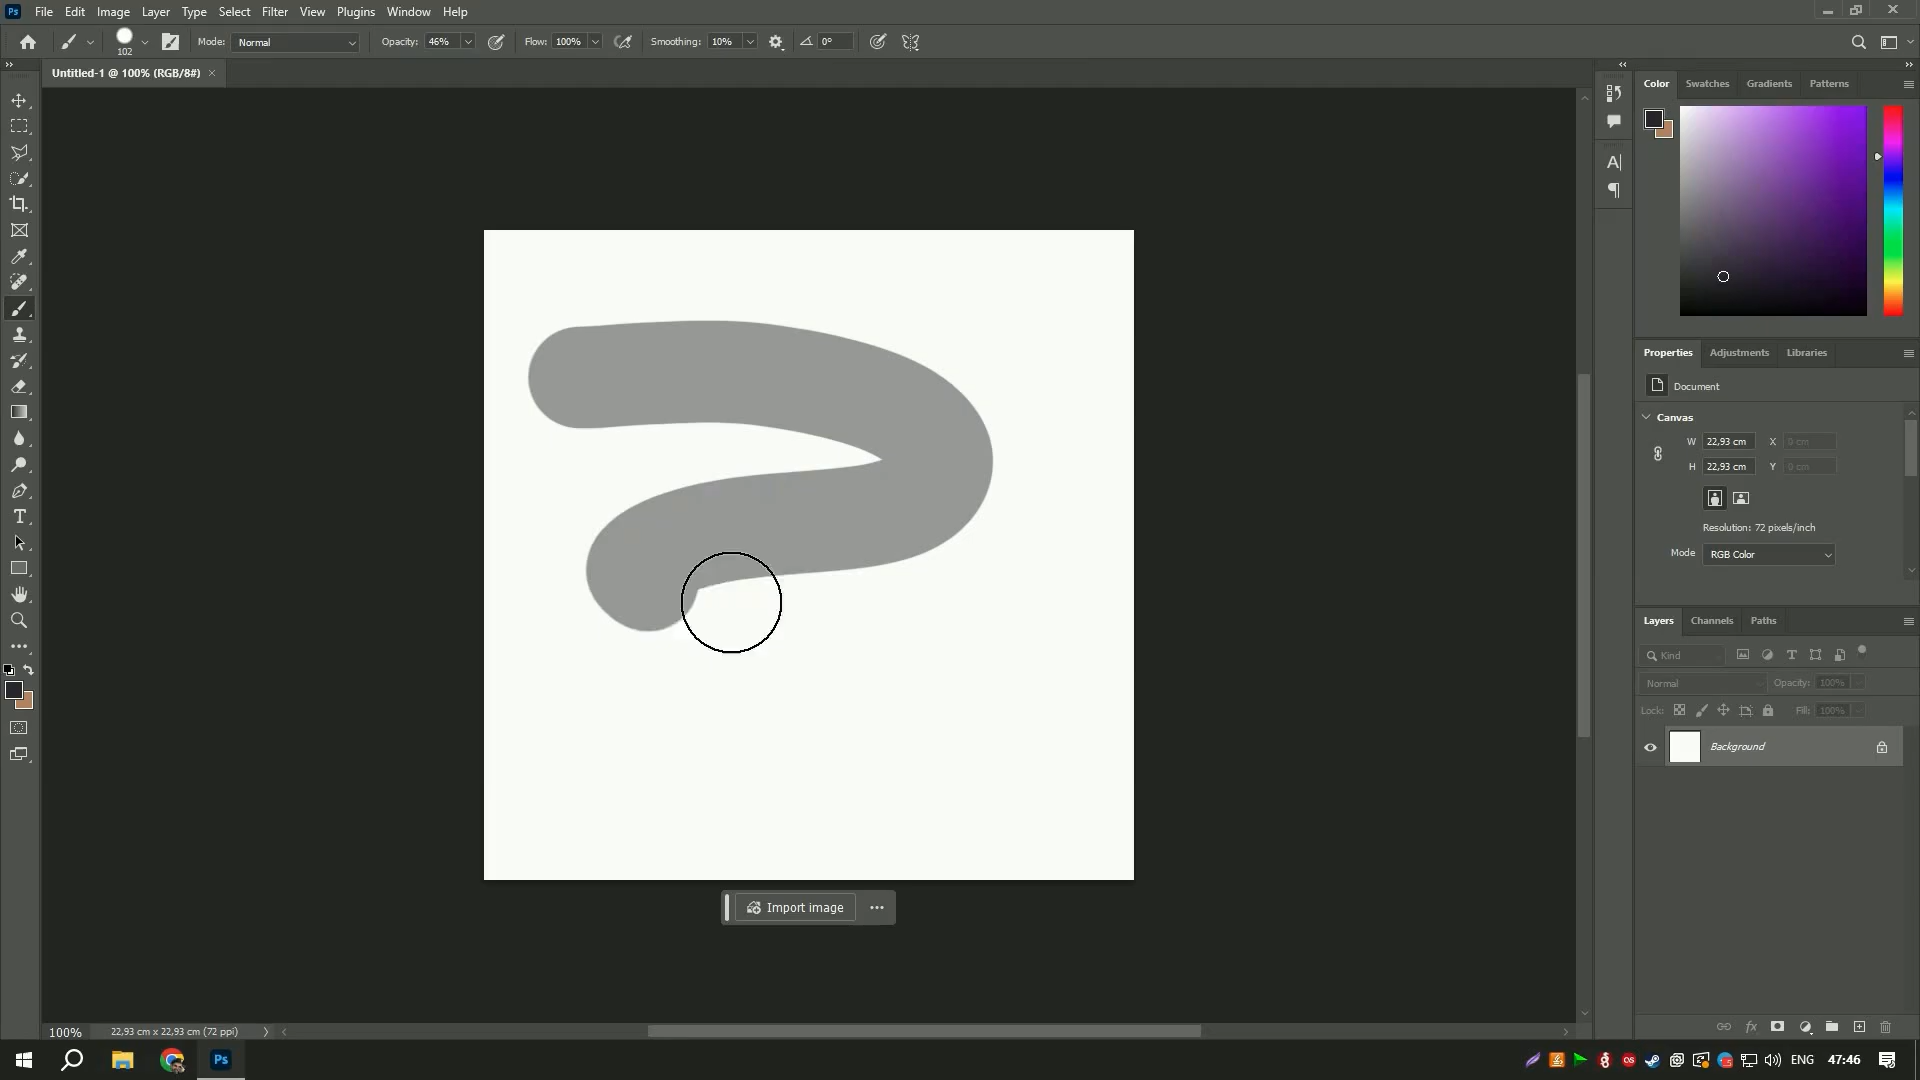 Ps File Edit Image Layer Type Select Filter View Plugins Window Help
102 Mode: Normal Opacity: 46% Flow: 100% Smoothing: 10% 0°
Untitled-1 @ 100% (RGB/8#) ×
Color Swatches Gradients Patterns
Properties Adjustments Libraries
Document
Canvas
W 22,93 cm X 0 cm
H 22,93 cm Y 0 cm
Resolution: 72 pixels/inch
Mode RGB Color
Layers Channels Paths
Kind
Normal Opacity: 100%
Lock: Fill: 100%
Background
Import image
100% 22,93 cm x 22,93 cm (72 ppi)
Ps ENG 47:46